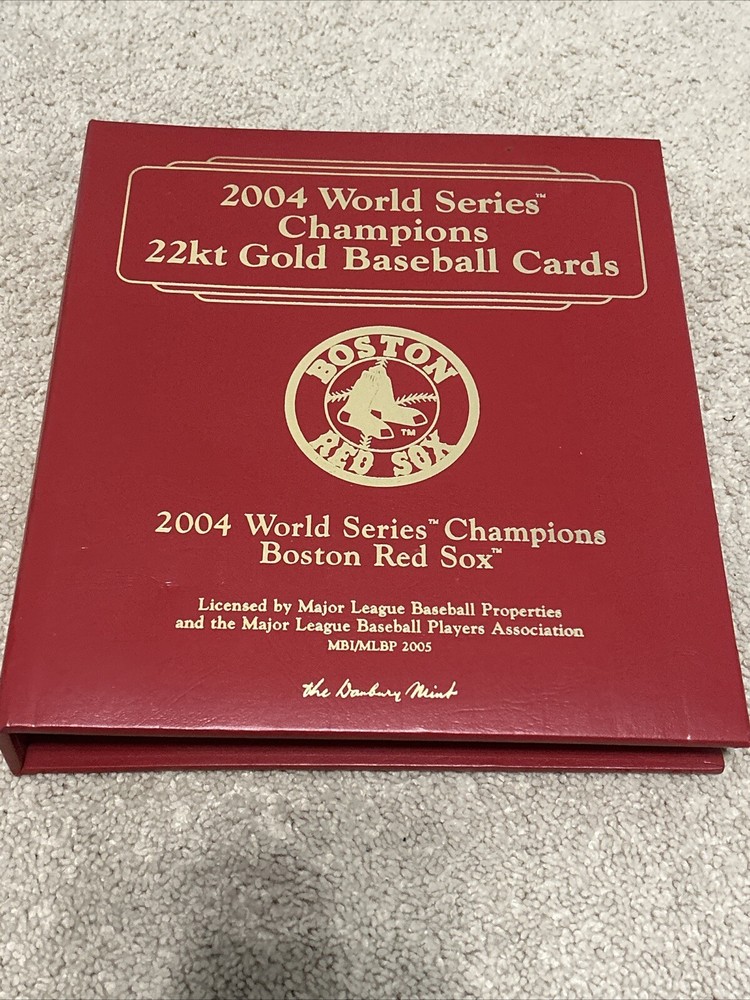 2004 World Series™
Champions
22kt Gold Baseball Cards
BOSTON
TM
RED SOX
2004 World Series™ Champions
Boston Red Sox™
Licensed by Major League Baseball Properties
and the Major League Baseball Players Association
MBI/MLBP 2005
the Danbury Mint